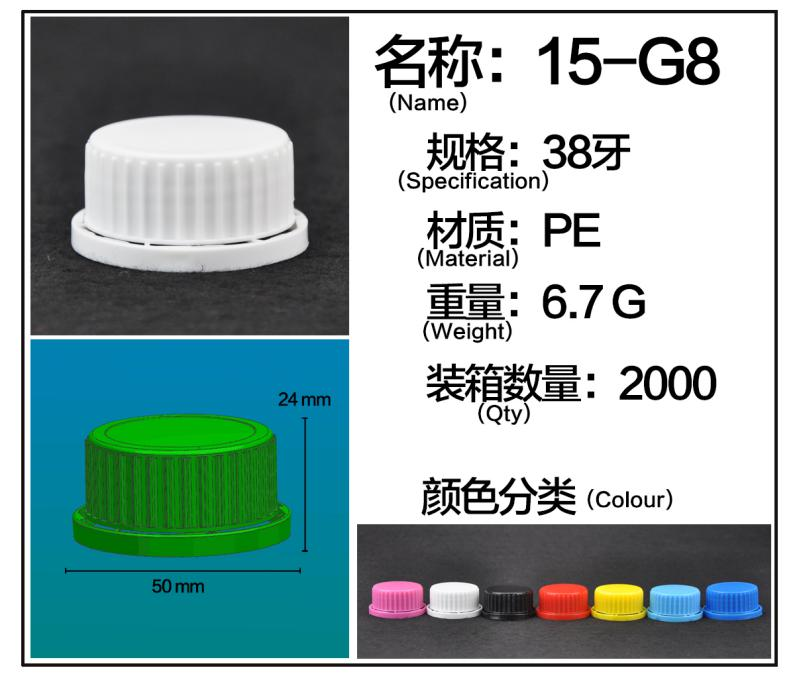 名称：15-G8
(Name)
规格：38牙
(Specification)
材质：PE
(Material)
重量：6.7 G
(Weight)
装箱数量：2000
(Qty)
24 mm
50 mm
颜色分类 (Colour)